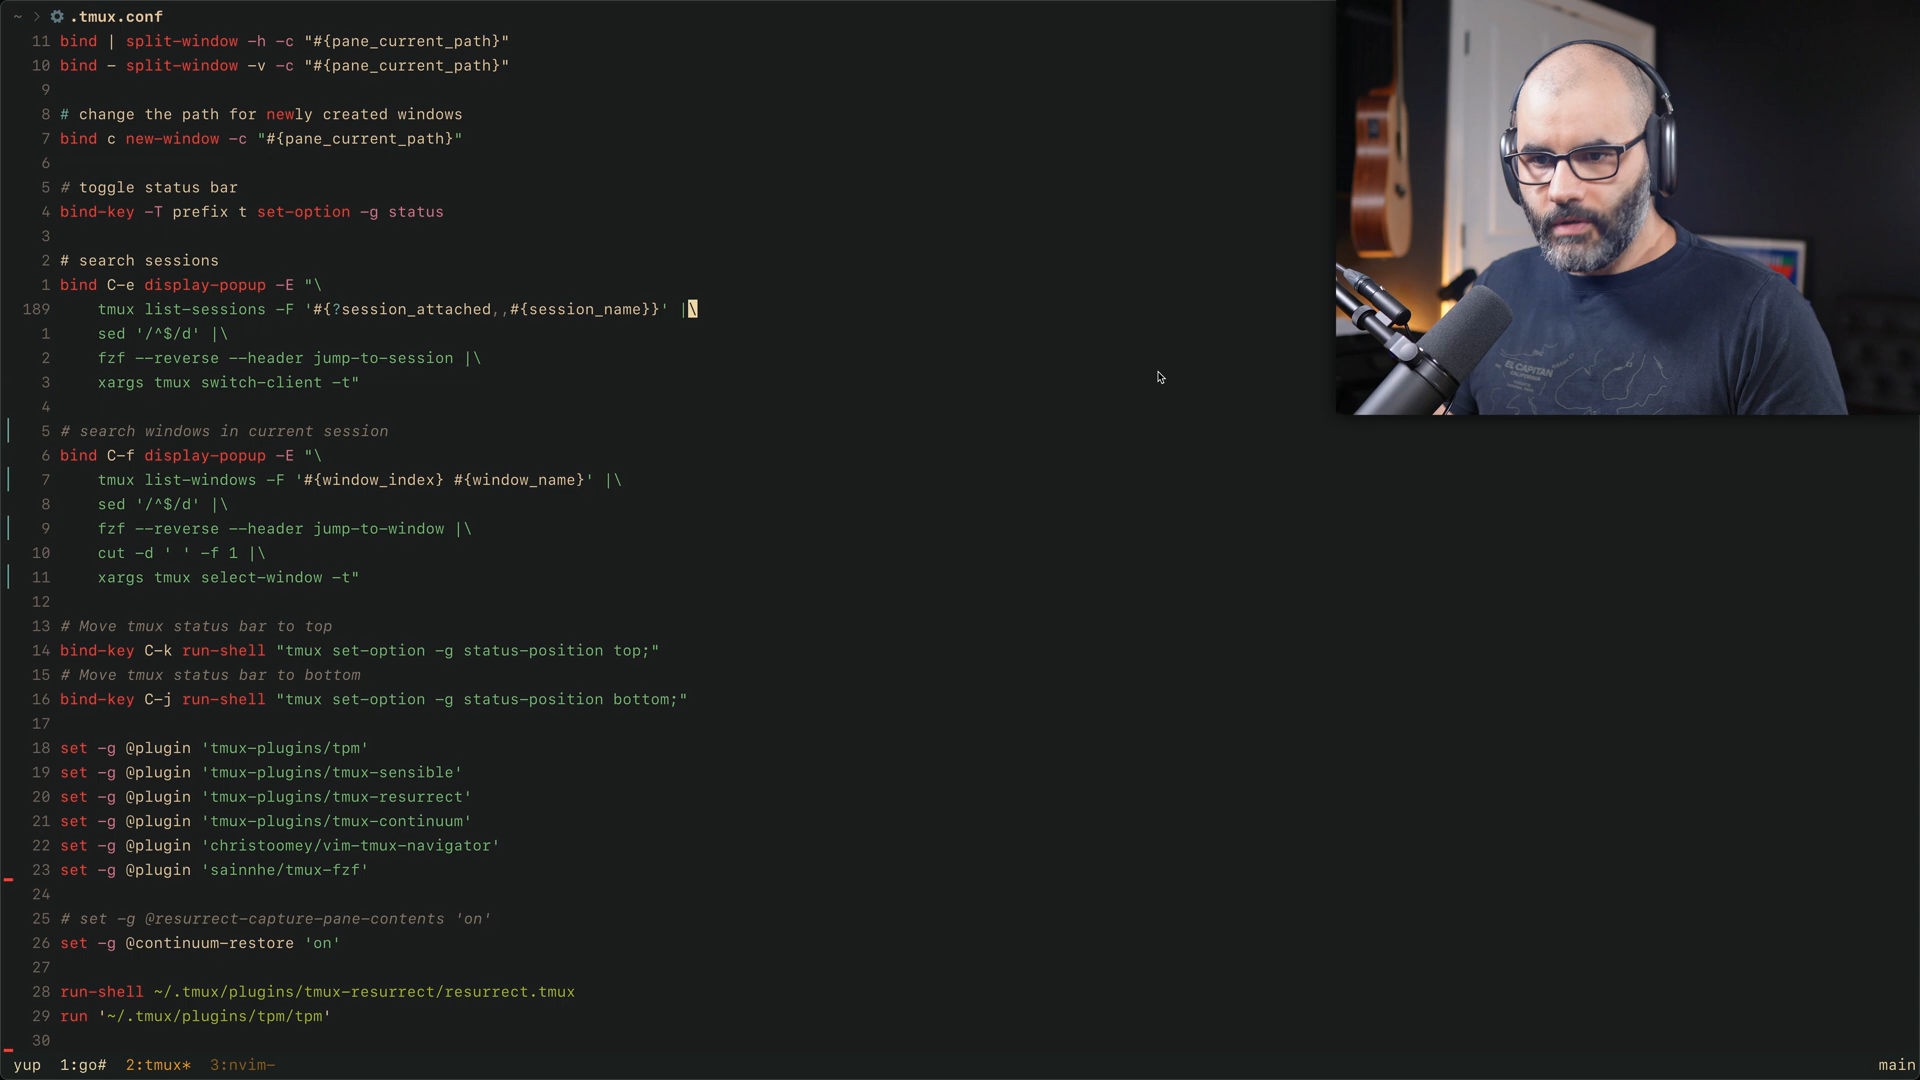 ~ > .tmux.conf
11 bind | split-window -h -c "#{pane_current_path}"
10 bind - split-window -v -c "#{pane_current_path}"
9
8 # change the path for newly created windows
7 bind c new-window -c "#{pane_current_path}"
6
5 # toggle status bar
4 bind-key -T prefix t set-option -g status
3
2 # search sessions
1 bind C-e display-popup -E "\
189     tmux list-sessions -F '#{?session_attached,,#{session_name}}' |\
1     sed '/^$/d' |\
2     fzf --reverse --header jump-to-session |\
3     xargs tmux switch-client -t"
4
5 # search windows in current session
6 bind C-f display-popup -E "\
7     tmux list-windows -F '#{window_index} #{window_name}' |\
8     sed '/^$/d' |\
9     fzf --reverse --header jump-to-window |\
10     cut -d ' ' -f 1 |\
11     xargs tmux select-window -t"
12
13 # Move tmux status bar to top
14 bind-key C-k run-shell "tmux set-option -g status-position top;"
15 # Move tmux status bar to bottom
16 bind-key C-j run-shell "tmux set-option -g status-position bottom;"
17
18 set -g @plugin 'tmux-plugins/tpm'
19 set -g @plugin 'tmux-plugins/tmux-sensible'
20 set -g @plugin 'tmux-plugins/tmux-resurrect'
21 set -g @plugin 'tmux-plugins/tmux-continuum'
22 set -g @plugin 'christoomey/vim-tmux-navigator'
23 set -g @plugin 'sainnhe/tmux-fzf'
24
25 # set -g @resurrect-capture-pane-contents 'on'
26 set -g @continuum-restore 'on'
27
28 run-shell ~/.tmux/plugins/tmux-resurrect/resurrect.tmux
29 run '~/.tmux/plugins/tpm/tpm'
30
yup 1:go# 2:tmux* 3:nvim- main
EL CAPITAN
CALIFORNIA